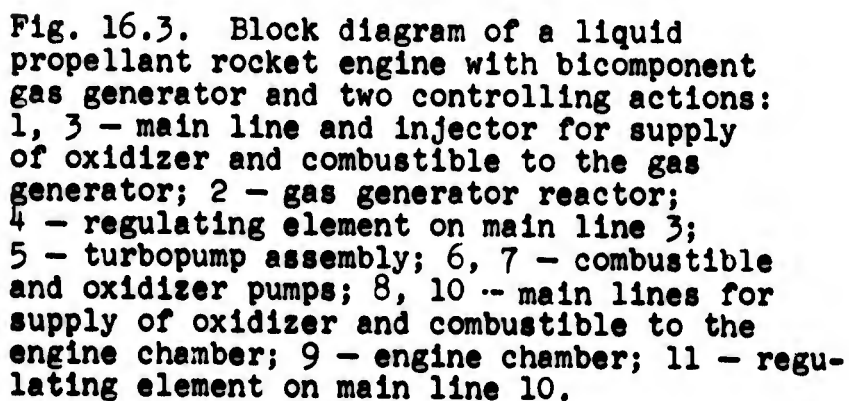 Fig. 16.3. Block diagram of a liquid
propellant rocket engine with bicomponent
gas generator and two controlling actions:
1, 3 — main line and injector for supply
of oxidizer and combustible to the gas
generator; 2 — gas generator reactor;
4 — regulating element on main line 3;
5 — turbopump assembly; 6, 7 — combustible
and oxidizer pumps; 8, 10 -- main lines for
supply of oxidizer and combustible to the
engine chamber; 9 — engine chamber; 11 — regu-
lating element on main line 10.